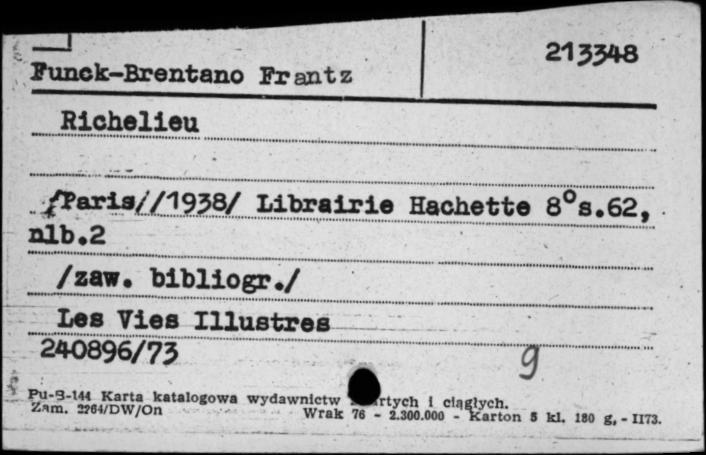 213348
Funck-Brentano Frantz
Richelieu
/Paris//1938/ Librairie Hachette 8° s.62,
nlb.2
/zaw. bibliogr./
Les Vies Illustres
240896/73
9
Pu-B-144 Karta katalogowa wydawnictw i ciągłych.
Zam. 2264/DW/On Wrak 76 - 2.300.000 - Karton 5 kl. 180 g. - II73.